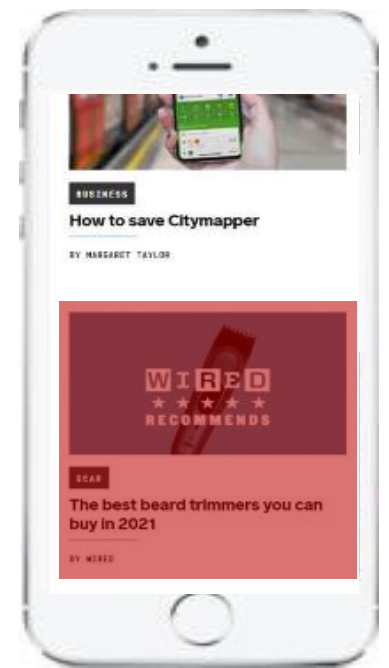 BUSINESS
How to save Citymapper
BY MARGARET TAYLOR
WIRED
RECOMMENDS
GEAR
The best beard trimmers you can
buy in 2021
BY WIRED